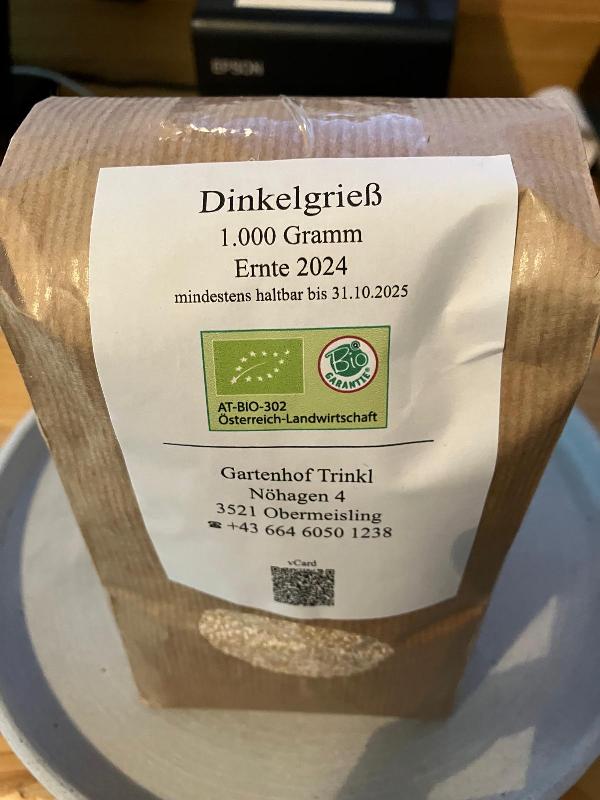 EPSON
Dinkelgrieß
1.000 Gramm
Ernte 2024
mindestens haltbar bis 31.10.2025
Bio
GARANTIE
AT-BIO-302
Österreich-Landwirtschaft
Gartenhof Trinkl
Nöhagen 4
3521 Obermeisling
☎ +43 664 6050 1238
vCard